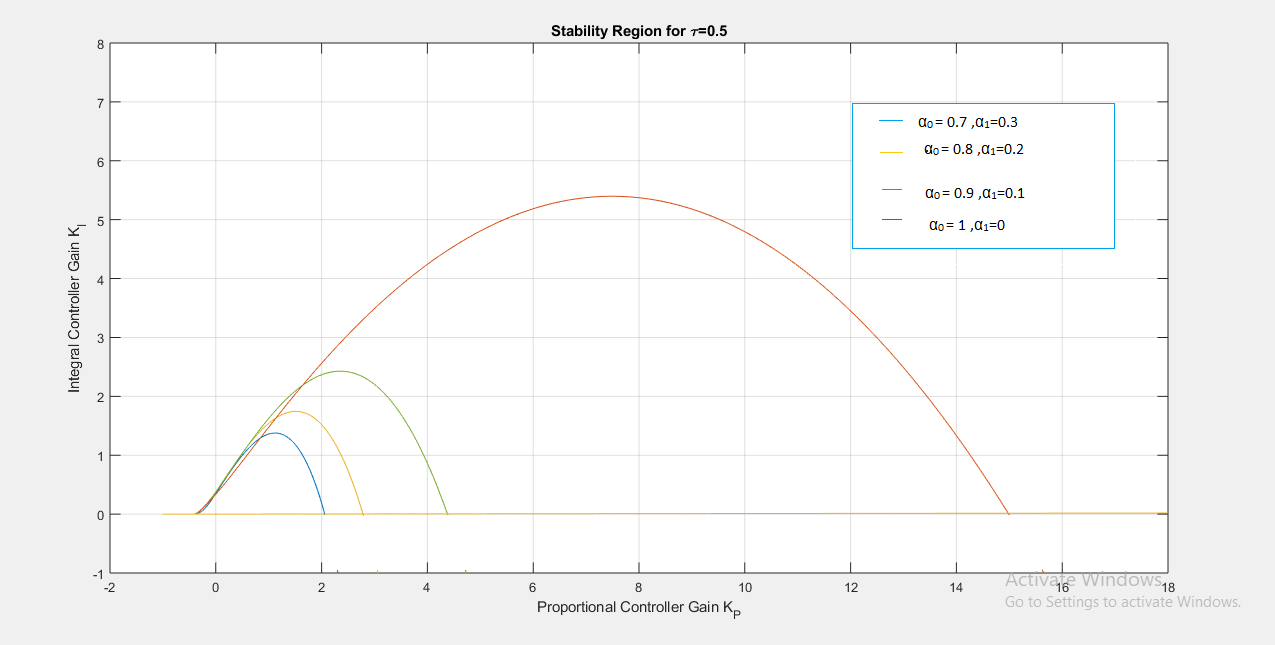 Stability Region for τ=0.5
8
7
6
5
4
3
2
1
0
-1
Integral Controller Gain K_I
α₀ = 0.7 ,α₁=0.3
α₀ = 0.8 ,α₁=0.2
α₀ = 0.9 ,α₁=0.1
α₀ = 1 ,α₁=0
-2 0 2 4 6 8 10 12 14 16 18
Proportional Controller Gain K_P
Activate Windows
Go to Settings to activate Windows.